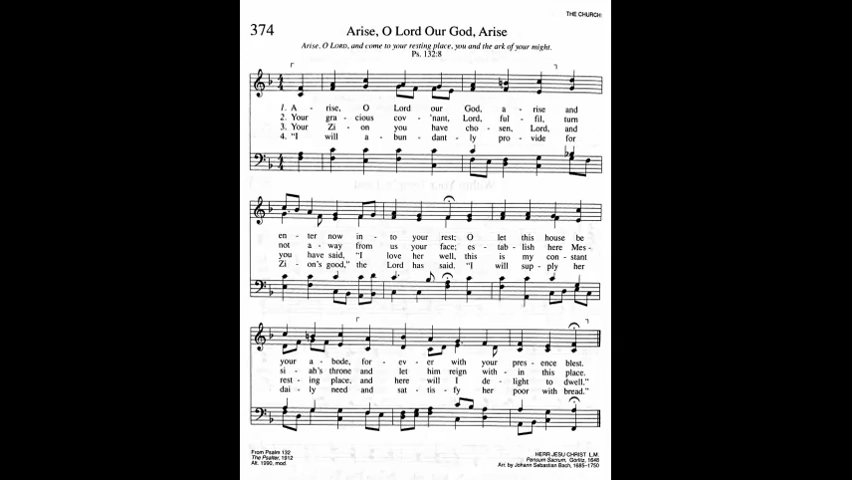 THE CHURCH
374
Arise, O Lord Our God, Arise
Arise, O LORD, and come to your resting place, you and the ark of your might.
Ps. 132:8
1. A - rise, O Lord our God, a - rise and
2. Your gra - cious cov - 'nant, Lord, ful - fil, turn
3. Your Zi - on you have cho - sen, Lord, and
4. "I will a - bun - dant - ly pro - vide for
en - ter now in - to your rest; O let this house be
not a - way from us your face; es - tab - lish here Mes-
you have said, "I love her well, this is my con - stant
Zi - on's good," the Lord has said. "I will sup - ply her
your a - bode, for - ev - er with your pres - ence blest.
si - ah's throne and let him reign with - in this place.
rest - ing place, and here will I de - light to dwell."
dai - ly need and sat - is - fy her poor with bread."
From Psalm 132
The Psalter, 1912
Alt. 1990, mod.
HERR JESU CHRIST L.M.
Pensum Sacrum, Görlitz, 1648
Arr. by Johann Sebastian Bach, 1685-1750